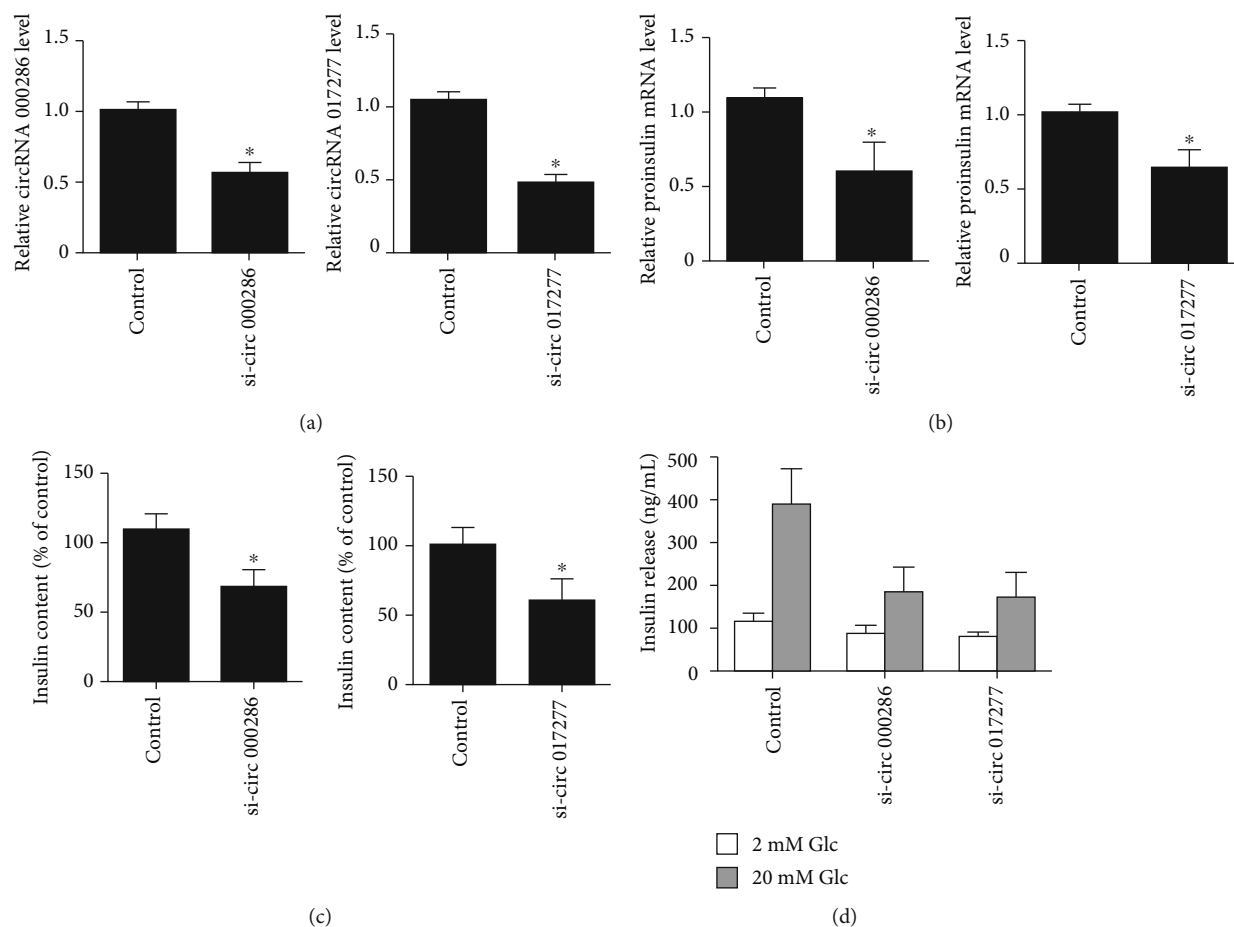 Relative circRNA 000286 level
1.5
1.0
0.5
0
*
Control
si-circ 000286
Relative circRNA 017277 level
1.5
1.0
0.5
0
*
Control
si-circ 017277
(a)
Relative proinsulin mRNA level
1.5
1.0
0.5
0
*
Control
si-circ 000286
Relative proinsulin mRNA level
1.5
1.0
0.5
0
*
Control
si-circ 017277
(b)
Insulin content (% of control)
150
100
50
0
*
Control
si-circ 000286
Insulin content (% of control)
150
100
50
0
*
Control
si-circ 017277
(c)
Insulin release (ng/mL)
500
400
300
200
100
0
Control
si-circ 000286
si-circ 017277
2 mM Glc
20 mM Glc
(d)